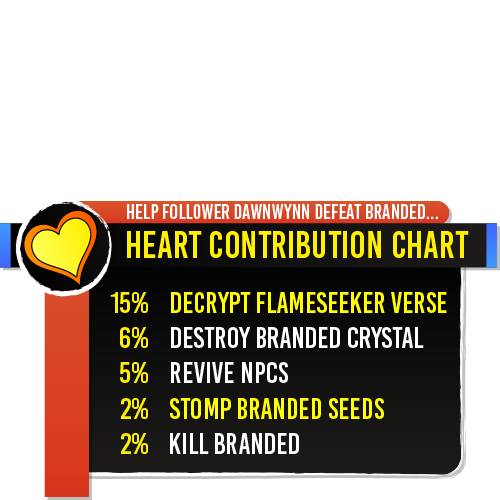 HELP FOLLOWER DAWNWYNN DEFEAT BRANDED...
HEART CONTRIBUTION CHART
15% DECRYPT FLAMESEEKER VERSE
6% DESTROY BRANDED CRYSTAL
5% REVIVE NPCS
2% STOMP BRANDED SEEDS
2% KILL BRANDED